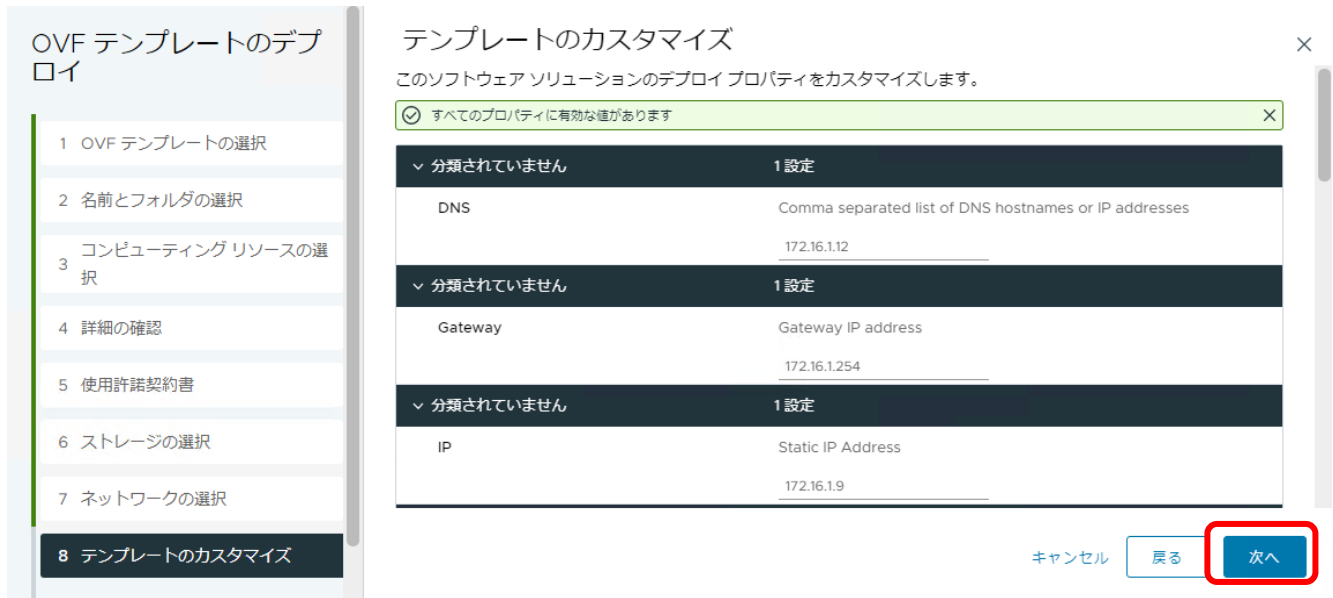 OVF テンプレートのデプ
ロイ
1 OVF テンプレートの選択
2 名前とフォルダの選択
3 コンピューティング リソースの選
択
4 詳細の確認
5 使用許諾契約書
6 ストレージの選択
7 ネットワークの選択
8 テンプレートのカスタマイズ
テンプレートのカスタマイズ
このソフトウェア ソリューションのデプロイ プロパティをカスタマイズします。
すべてのプロパティに有効な値があります
分類されていません 1 設定
DNS Comma separated list of DNS hostnames or IP addresses
172.16.1.12
分類されていません 1 設定
Gateway Gateway IP address
172.16.1.254
分類されていません 1 設定
IP Static IP Address
172.16.1.9
キャンセル 戻る 次へ